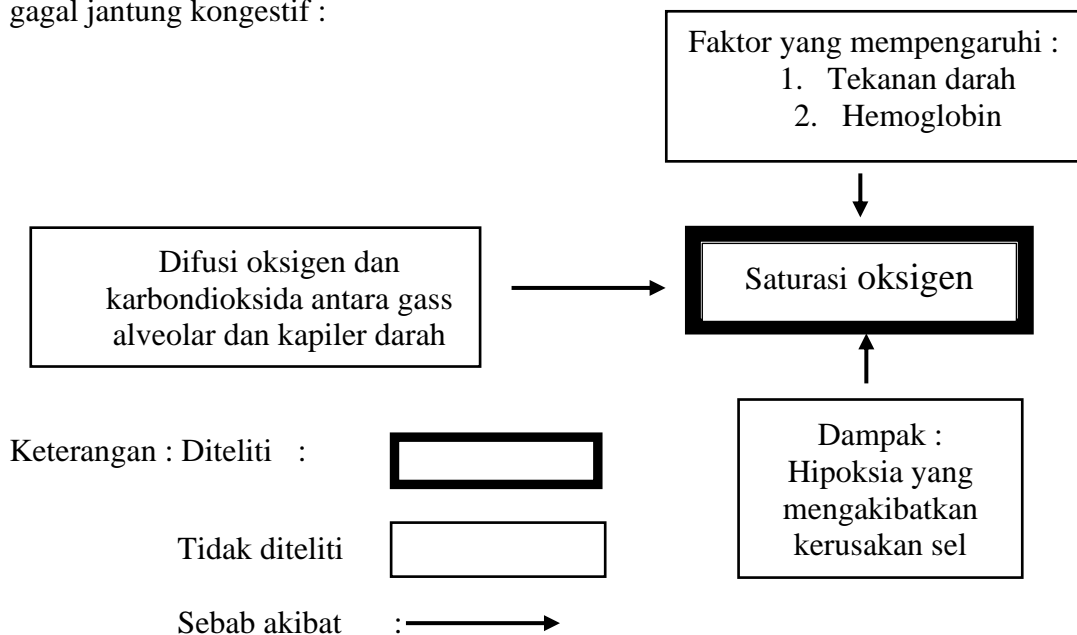 gagal jantung kongestif :
Faktor yang mempengaruhi :
1. Tekanan darah
2. Hemoglobin
Difusi oksigen dan
karbondioksida antara gass
alveolar dan kapiler darah
Saturasi oksigen
Dampak :
Hipoksia yang
mengakibatkan
kerusakan sel
Keterangan : Diteliti :
Tidak diteliti
Sebab akibat :